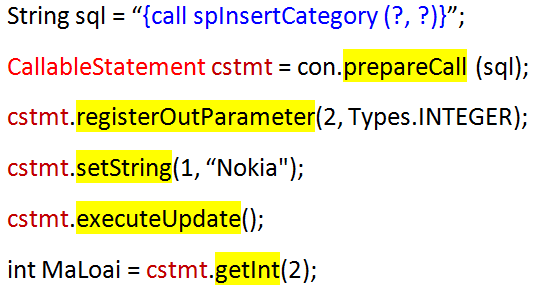 String sql = “{call spInsertCategory (?, ?)}”;
CallableStatement cstmt = con.prepareCall (sql);
cstmt.registerOutParameter(2, Types.INTEGER);
cstmt.setString(1, “Nokia");
cstmt.executeUpdate();
int MaLoai = cstmt.getInt(2);